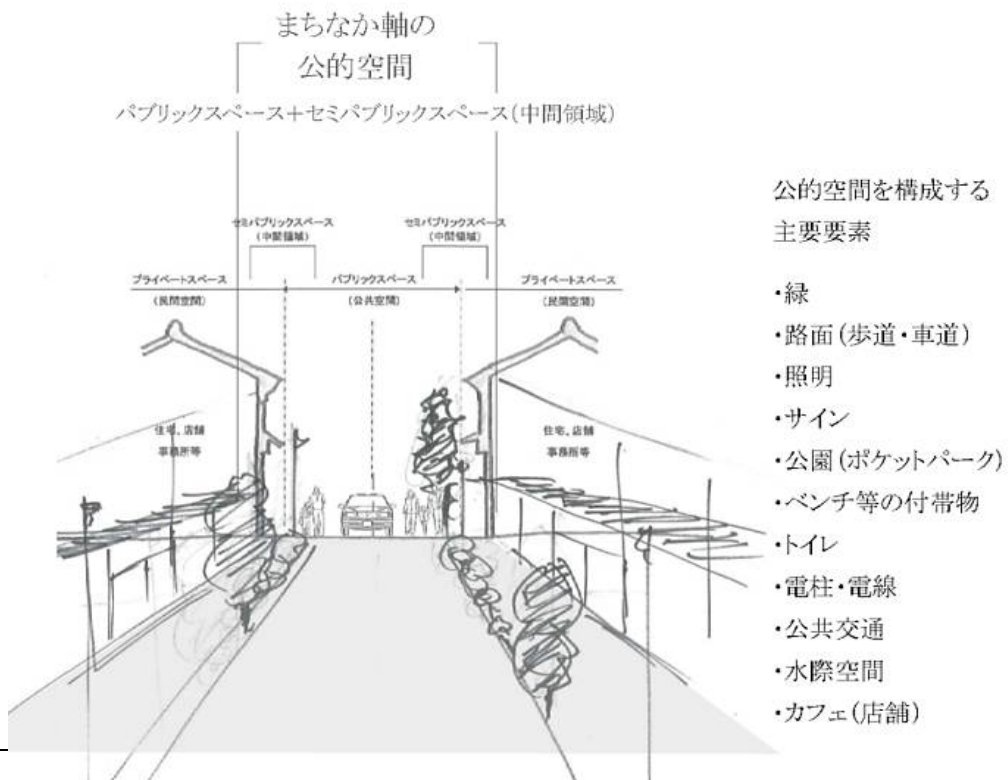 まちなか軸の
公的空間
パブリックスペース＋セミパブリックスペース(中間領域)
セミパブリックスペース
(中間領域)
セミパブリックスペース
(中間領域)
プライベートスペース
(民間空間)
パブリックスペース
(公共空間)
プライベートスペース
(民間空間)
住宅、店舗
事務所等
住宅、店舗
事務所等
公的空間を構成する
主要要素
・緑
・路面(歩道・車道)
・照明
・サイン
・公園(ポケットパーク)
・ベンチ等の付帯物
・トイレ
・電柱・電線
・公共交通
・水際空間
・カフェ(店舗)